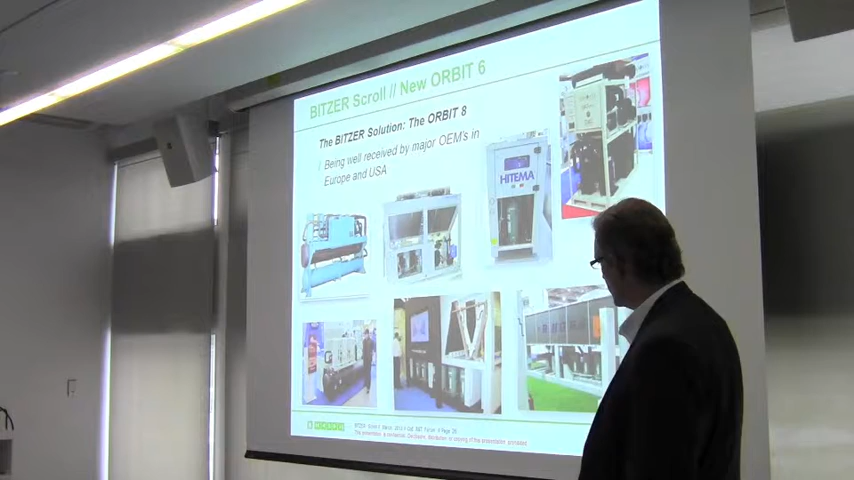 BITZER Scroll // New ORBIT 6
The BITZER Solution: The ORBIT 8
Being well received by major OEM's in
Europe and USA
HITEMA
BITZER